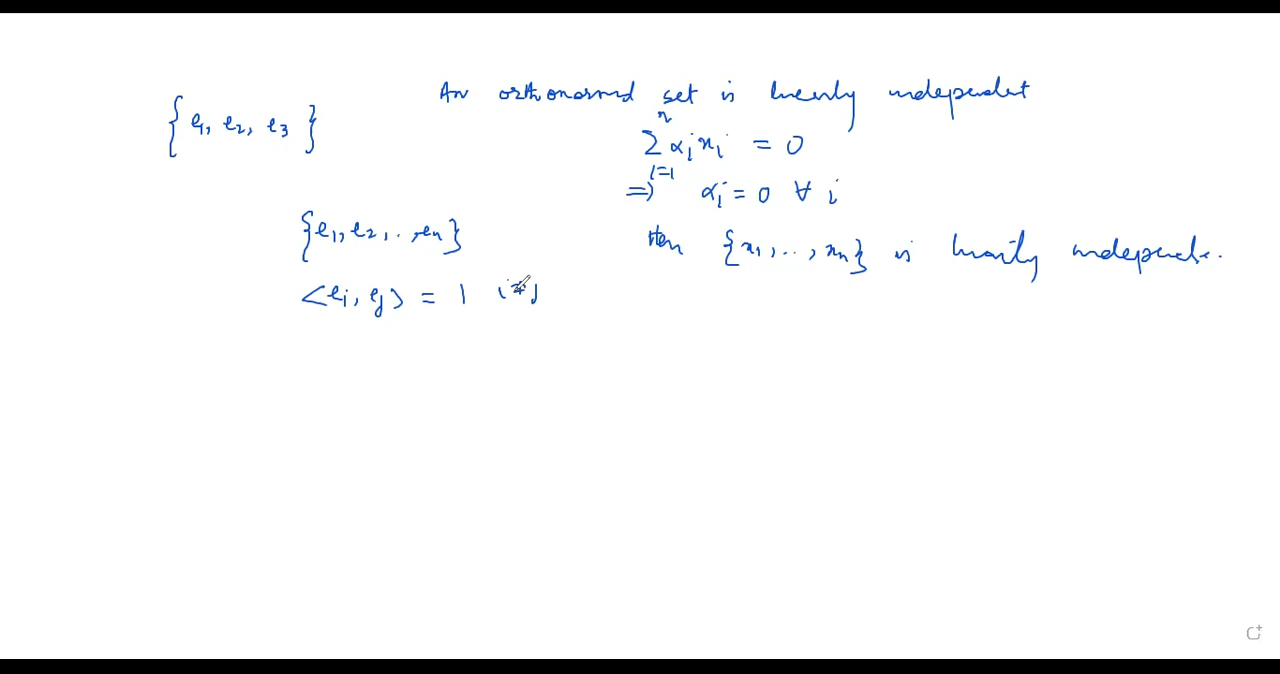 An orthonormal set is linearly independent
{e1, e2, e3}
n
Σ αi xi = 0
i=1
=> αi = 0 ∀ i
{e1, e2, .., en}
then {x1, .., xn} is linearly independent.
<ei, ej> = 1 i